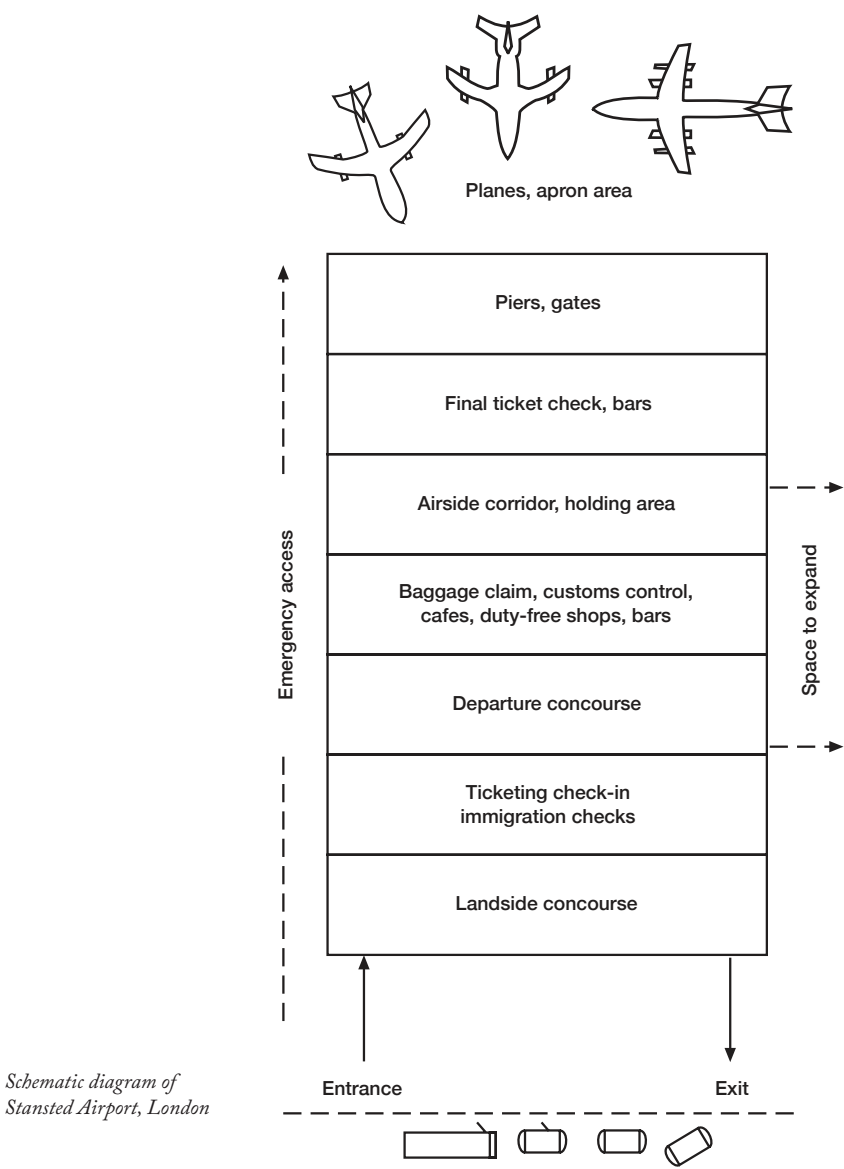 Planes, apron area
Piers, gates
Final ticket check, bars
Airside corridor, holding area
Baggage claim, customs control,
cafes, duty-free shops, bars
Departure concourse
Ticketing check-in
immigration checks
Landside concourse
Emergency access
Space to expand
Entrance
Exit
Schematic diagram of
Stansted Airport, London